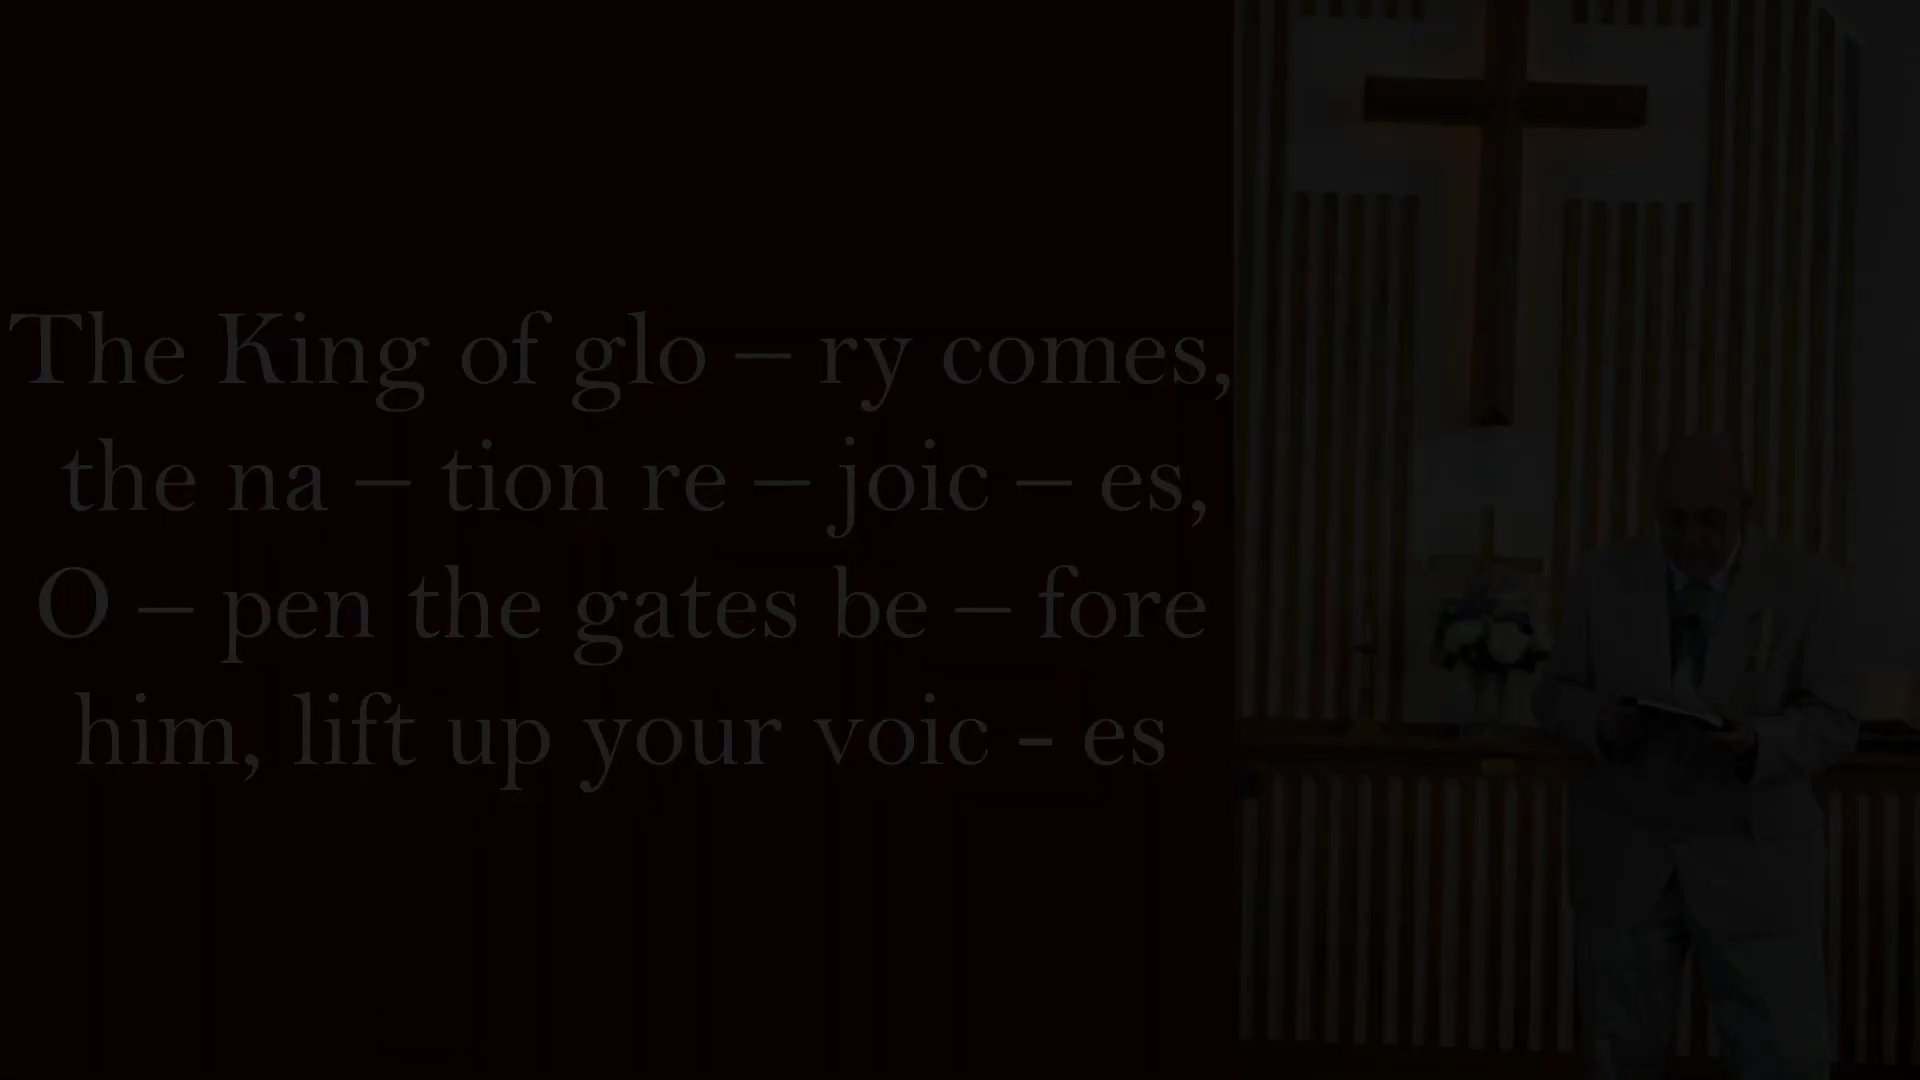 The King of glo – ry comes,
the na – tion re – joic – es,
O – pen the gates be – fore
him, lift up your voic - es